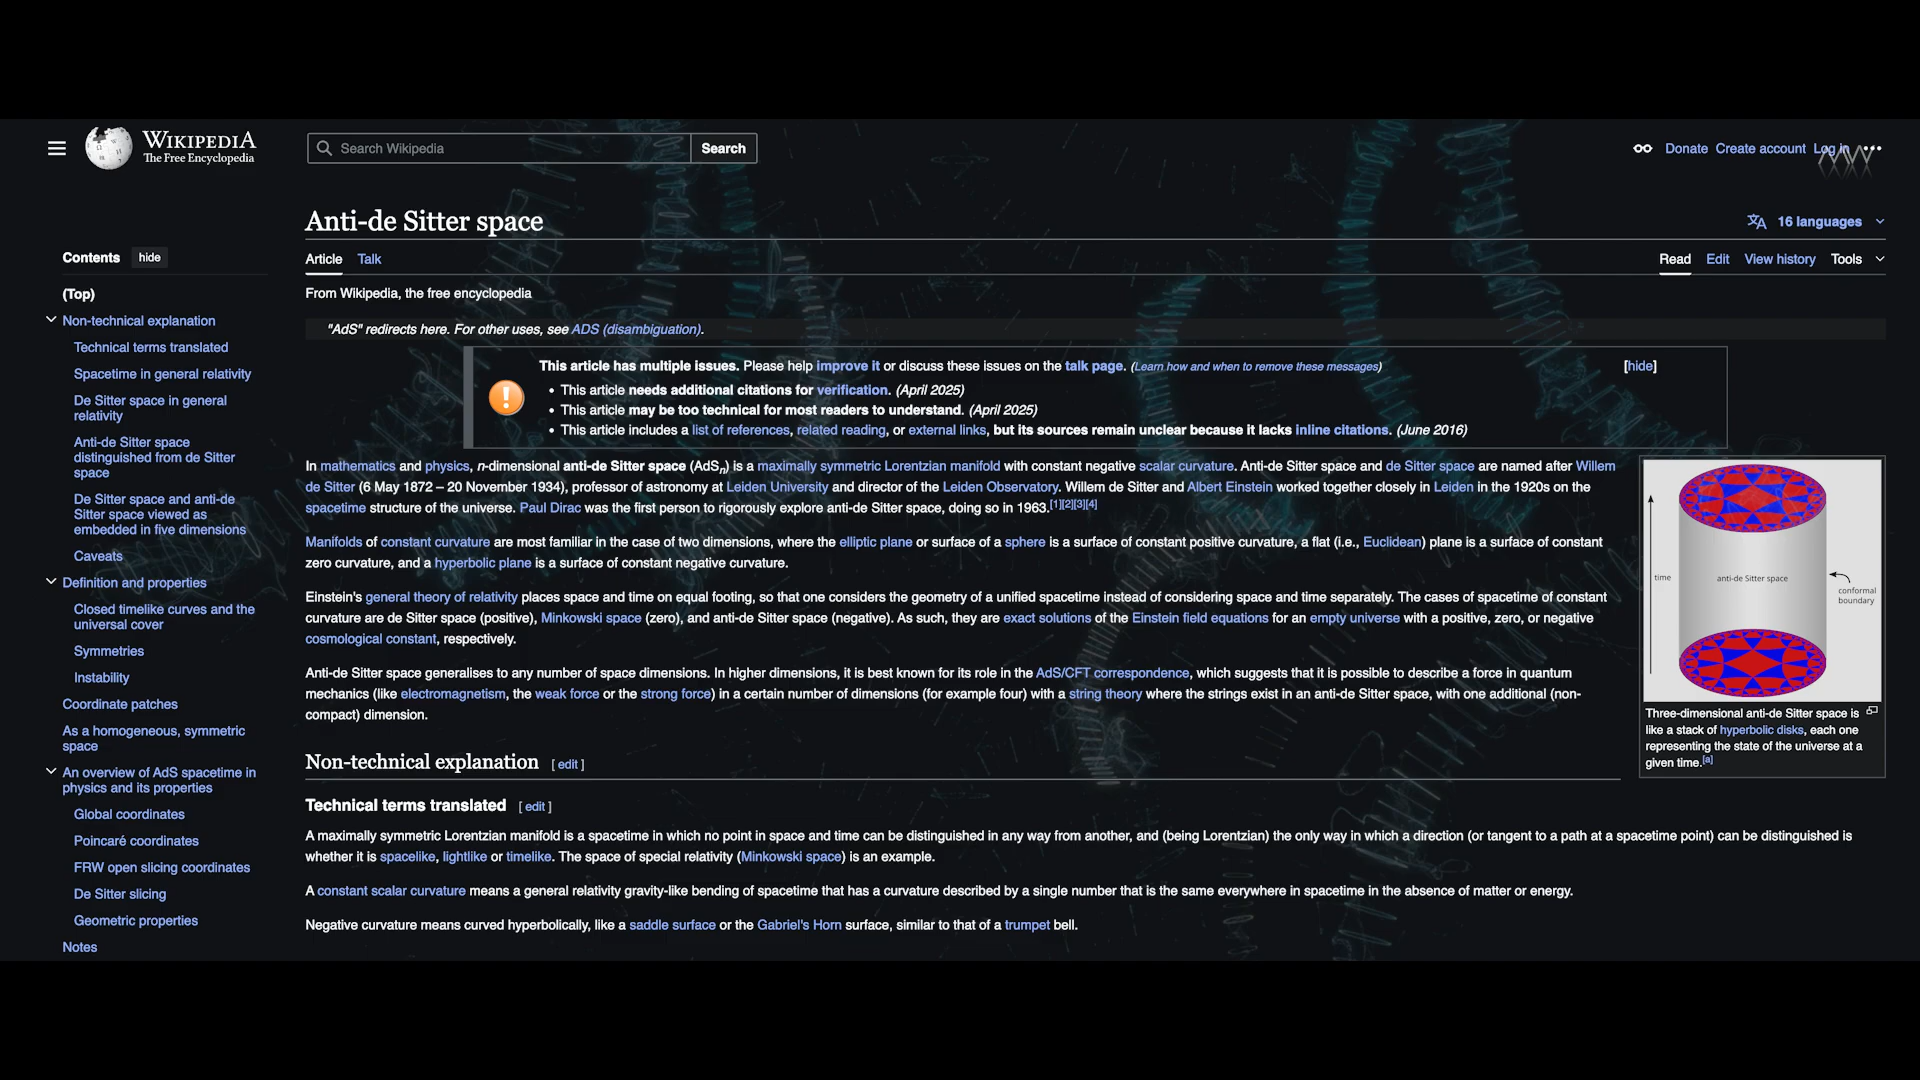 WIKIPEDIA
The Free Encyclopedia
Search Wikipedia
Search
Donate Create account Log in
Anti-de Sitter space
16 languages
Article Talk
Read Edit View history Tools
From Wikipedia, the free encyclopedia
"AdS" redirects here. For other uses, see ADS (disambiguation).
This article has multiple issues. Please help improve it or discuss these issues on the talk page. (Learn how and when to remove these messages)
[hide]
• This article needs additional citations for verification. (April 2025)
• This article may be too technical for most readers to understand. (April 2025)
• This article includes a list of references, related reading, or external links, but its sources remain unclear because it lacks inline citations. (June 2016)
Contents hide
(Top)
Non-technical explanation
Technical terms translated
Spacetime in general relativity
De Sitter space in general
relativity
Anti-de Sitter space
distinguished from de Sitter
space
De Sitter space and anti-de
Sitter space viewed as
embedded in five dimensions
Caveats
Definition and properties
Closed timelike curves and the
universal cover
Symmetries
Instability
Coordinate patches
As a homogeneous, symmetric
space
An overview of AdS spacetime in
physics and its properties
Global coordinates
Poincaré coordinates
FRW open slicing coordinates
De Sitter slicing
Geometric properties
Notes
In mathematics and physics, n-dimensional anti-de Sitter space (AdSn) is a maximally symmetric Lorentzian manifold with constant negative scalar curvature. Anti-de Sitter space and de Sitter space are named after Willem
de Sitter (6 May 1872 – 20 November 1934), professor of astronomy at Leiden University and director of the Leiden Observatory. Willem de Sitter and Albert Einstein worked together closely in Leiden in the 1920s on the
spacetime structure of the universe. Paul Dirac was the first person to rigorously explore anti-de Sitter space, doing so in 1963.[1][2][3][4]
Manifolds of constant curvature are most familiar in the case of two dimensions, where the elliptic plane or surface of a sphere is a surface of constant positive curvature, a flat (i.e., Euclidean) plane is a surface of constant
zero curvature, and a hyperbolic plane is a surface of constant negative curvature.
Einstein's general theory of relativity places space and time on equal footing, so that one considers the geometry of a unified spacetime instead of considering space and time separately. The cases of spacetime of constant
curvature are de Sitter space (positive), Minkowski space (zero), and anti-de Sitter space (negative). As such, they are exact solutions of the Einstein field equations for an empty universe with a positive, zero, or negative
cosmological constant, respectively.
Anti-de Sitter space generalises to any number of space dimensions. In higher dimensions, it is best known for its role in the AdS/CFT correspondence, which suggests that it is possible to describe a force in quantum
mechanics (like electromagnetism, the weak force or the strong force) in a certain number of dimensions (for example four) with a string theory where the strings exist in an anti-de Sitter space, with one additional (non-
compact) dimension.
time
anti-de Sitter space
conformal
boundary
Three-dimensional anti-de Sitter space is
like a stack of hyperbolic disks, each one
representing the state of the universe at a
given time.[a]
Non-technical explanation [ edit ]
Technical terms translated [ edit ]
A maximally symmetric Lorentzian manifold is a spacetime in which no point in space and time can be distinguished in any way from another, and (being Lorentzian) the only way in which a direction (or tangent to a path at a spacetime point) can be distinguished is
whether it is spacelike, lightlike or timelike. The space of special relativity (Minkowski space) is an example.
A constant scalar curvature means a general relativity gravity-like bending of spacetime that has a curvature described by a single number that is the same everywhere in spacetime in the absence of matter or energy.
Negative curvature means curved hyperbolically, like a saddle surface or the Gabriel's Horn surface, similar to that of a trumpet bell.